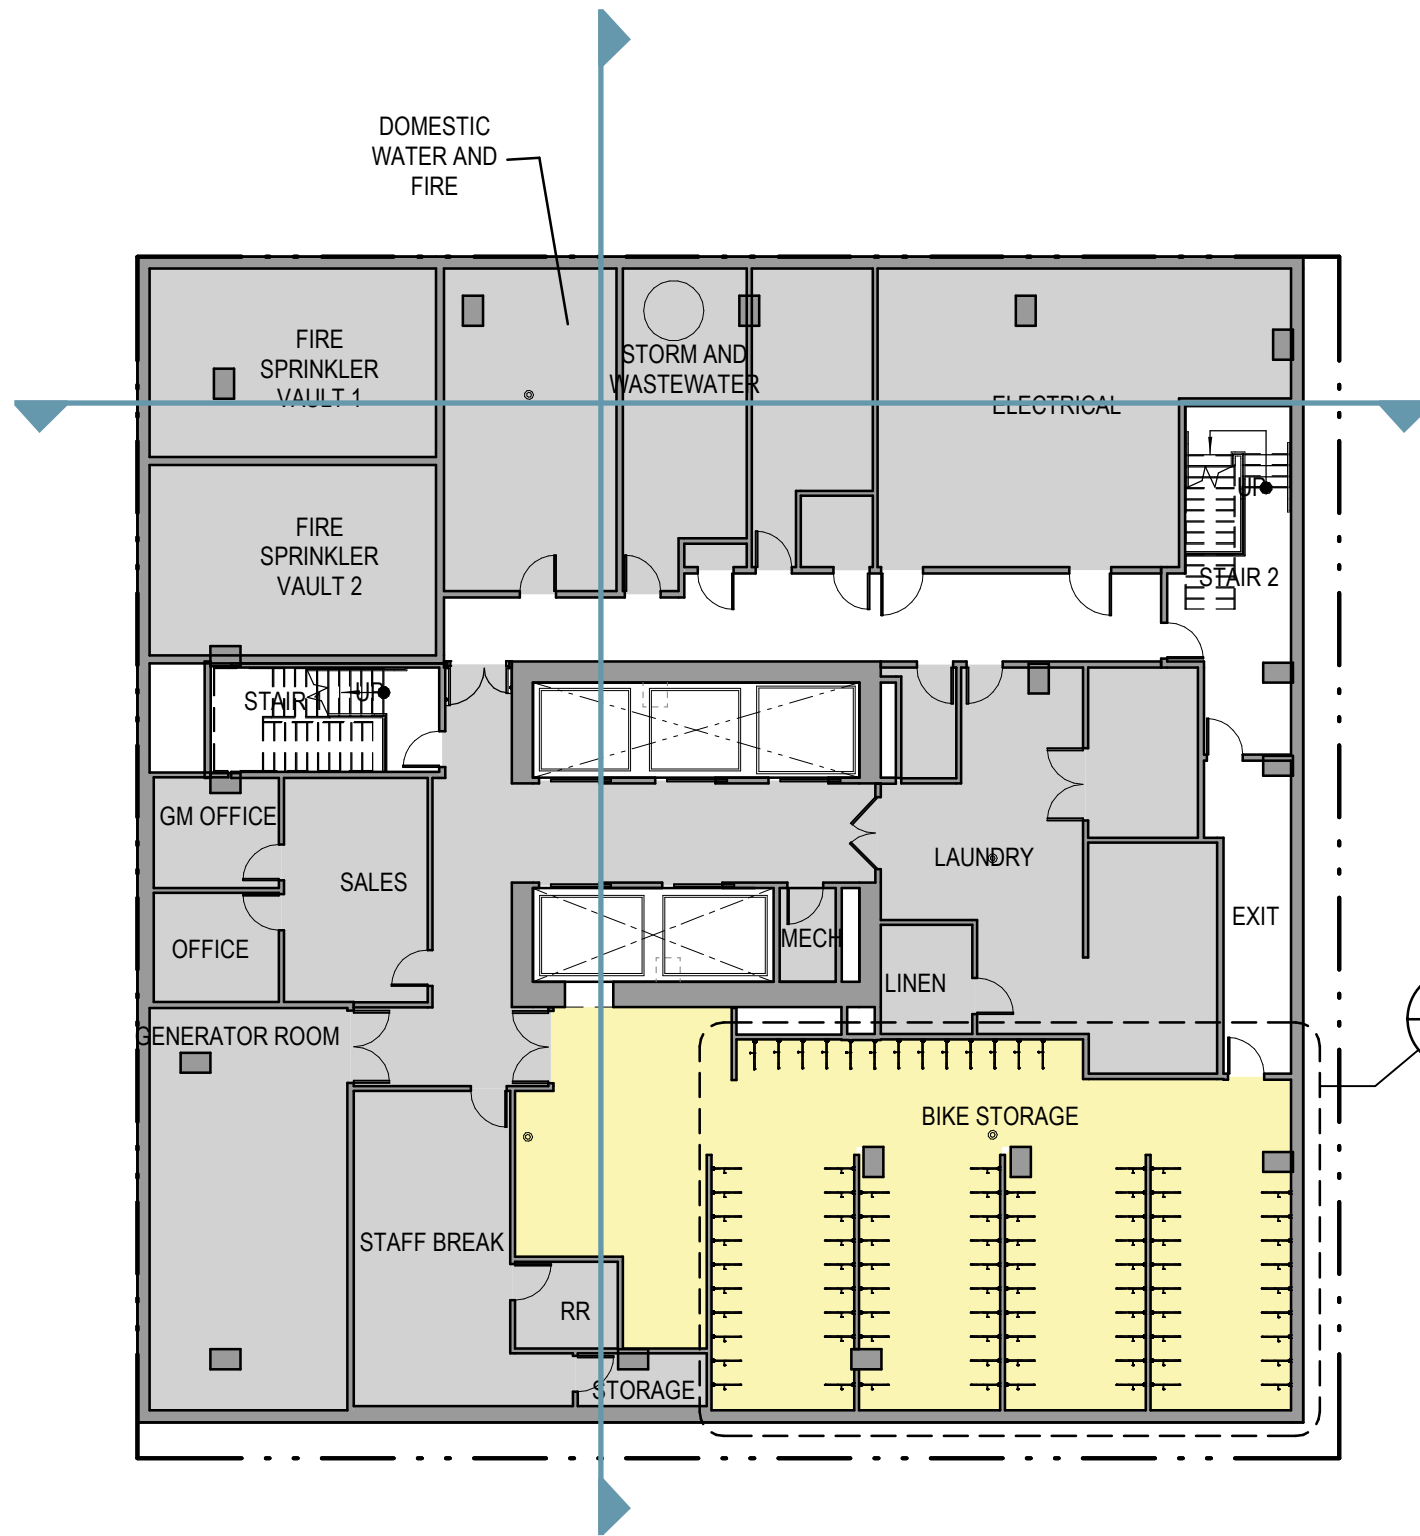 DOMESTIC
WATER AND
FIRE
FIRE
SPRINKLER
VAULT 1
STORM AND
WASTEWATER
ELECTRICAL
UP
FIRE
SPRINKLER
VAULT 2
STAIR 2
STAIR 1
UP
GM OFFICE
SALES
LAUNDRY
OFFICE
MECH
EXIT
LINEN
GENERATOR ROOM
BIKE STORAGE
STAFF BREAK
RR
STORAGE